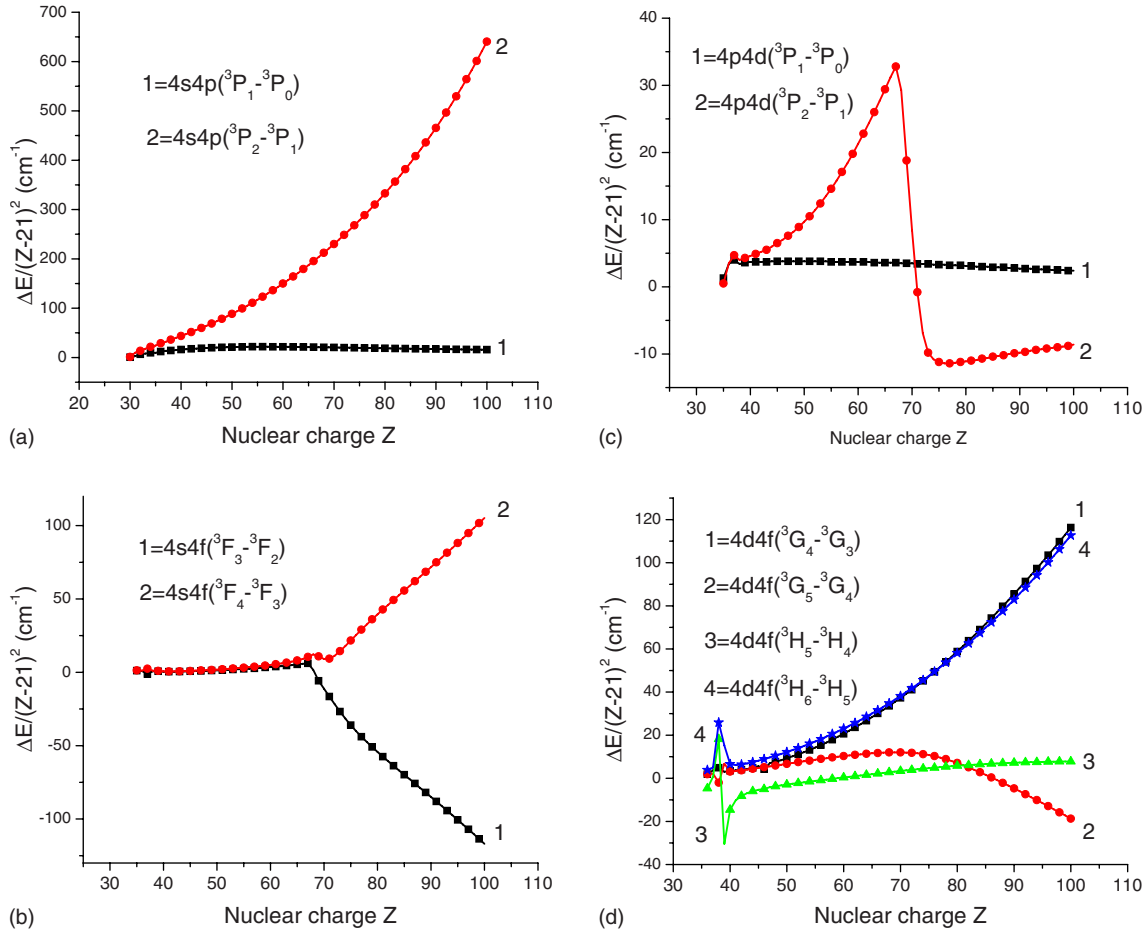 700
600
500
400
300
200
100
0
20 30 40 50 60 70 80 90 100 110
ΔE/(Z-21)² (cm⁻¹)
Nuclear charge Z
1=4s4p(³P₁-³P₀)
2=4s4p(³P₂-³P₁)
2
1
(a)
40
30
20
10
0
-10
30 40 50 60 70 80 90 100 110
ΔE/(Z-21)² (cm⁻¹)
Nuclear charge Z
1=4p4d(³P₁-³P₀)
2=4p4d(³P₂-³P₁)
1
2
(c)
100
50
0
-50
-100
30 40 50 60 70 80 90 100 110
ΔE/(Z-21)² (cm⁻¹)
Nuclear charge Z
1=4s4f(³F₃-³F₂)
2=4s4f(³F₄-³F₃)
2
1
(b)
120
100
80
60
40
20
0
-20
-40
30 40 50 60 70 80 90 100 110
ΔE/(Z-21)² (cm⁻¹)
Nuclear charge Z
1=4d4f(³G₄-³G₃)
2=4d4f(³G₅-³G₄)
3=4d4f(³H₅-³H₄)
4=4d4f(³H₆-³H₅)
1
4
4
3
3
2
(d)